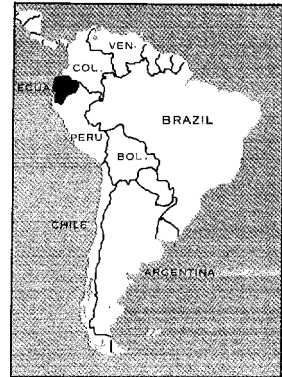 VEN.
COL.
ECUA.
BRAZIL
PERU
BOL.
CHILE
ARGENTINA